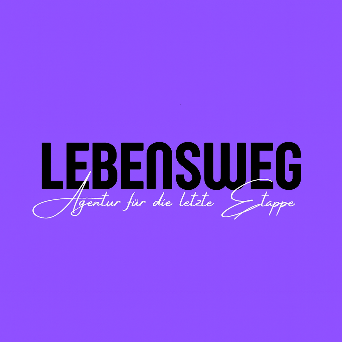 LEBENSWEG
Agentur für die letzte Etappe